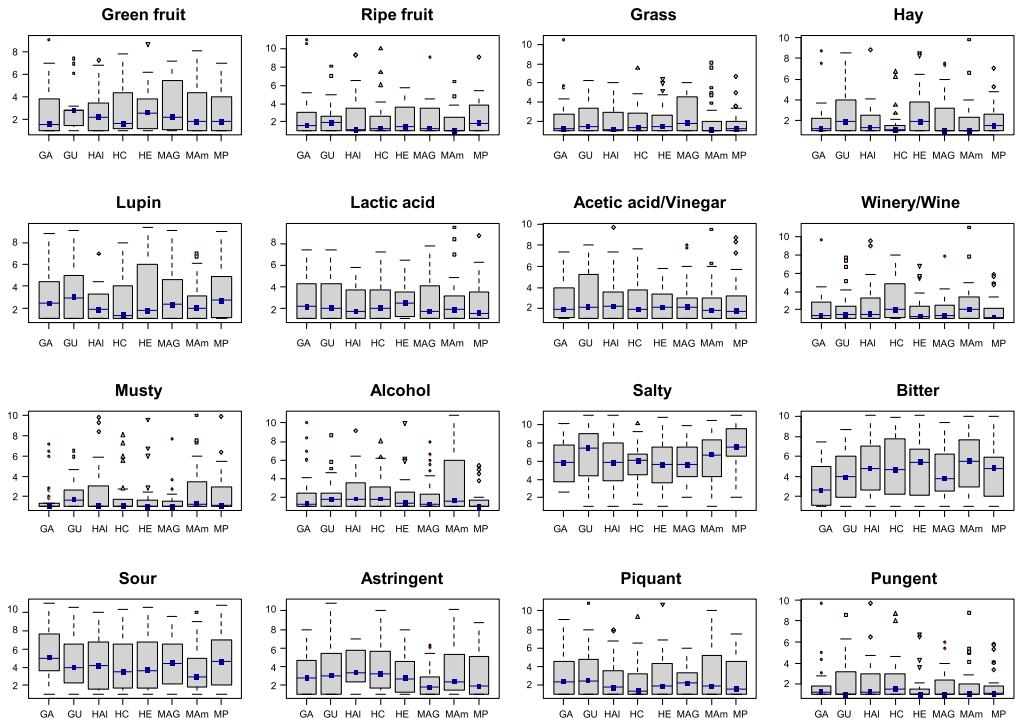 Green fruit Ripe fruit Grass Hay
8 10 10 10
6 8 8 8
4 6 6 6
2 4 4 4
2 2 2
GA GU HAI HC HE MAG MAm MP GA GU HAI HC HE MAG MAm MP GA GU HAI HC HE MAG MAm MP GA GU HAI HC HE MAG MAm MP
Lupin Lactic acid Acetic acid/Vinegar Winery/Wine
8 8 10 10
6 6 8 8
4 4 6 6
2 2 4 4
2 2
GA GU HAI HC HE MAG MAm MP GA GU HAI HC HE MAG MAm MP GA GU HAI HC HE MAG MAm MP GA GU HAI HC HE MAG MAm MP
Musty Alcohol Salty Bitter
10 10 10 10
8 8 8 8
6 6 6 6
4 4 4 4
2 2 2 2
GA GU HAI HC HE MAG MAm MP GA GU HAI HC HE MAG MAm MP GA GU HAI HC HE MAG MAm MP GA GU HAI HC HE MAG MAm MP
Sour Astringent Piquant Pungent
10 10 10 10
8 8 8 8
6 6 6 6
4 4 4 4
2 2 2 2
GA GU HAI HC HE MAG MAm MP GA GU HAI HC HE MAG MAm MP GA GU HAI HC HE MAG MAm MP GA GU HAI HC HE MAG MAm MP